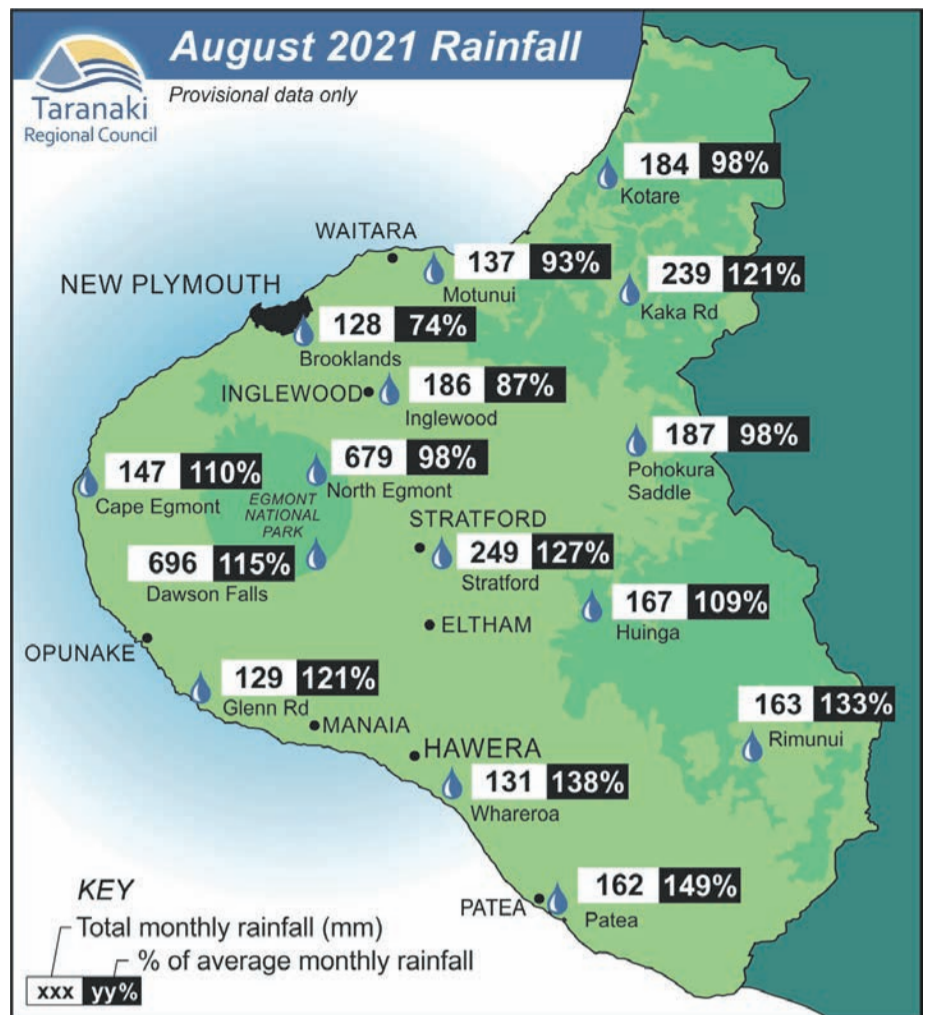 August 2021 Rainfall
Taranaki
Regional Council
Provisional data only
184 98%
Kotare
WAITARA
137 93%
Motunui
239 121%
Kaka Rd
NEW PLYMOUTH
128 74%
Brooklands
INGLEWOOD
186 87%
Inglewood
187 98%
Pohokura
Saddle
679 98%
North Egmont
147 110%
Cape Egmont
EGMONT
NATIONAL
PARK
STRATFORD
249 127%
Stratford
696 115%
Dawson Falls
167 109%
Huinga
ELTHAM
OPUNAKE
129 121%
Glenn Rd
163 133%
Rimunui
MANAIA
HAWERA
131 138%
Whareroa
162 149%
PATEA
Patea
KEY
Total monthly rainfall (mm)
% of average monthly rainfall
xxx yy%